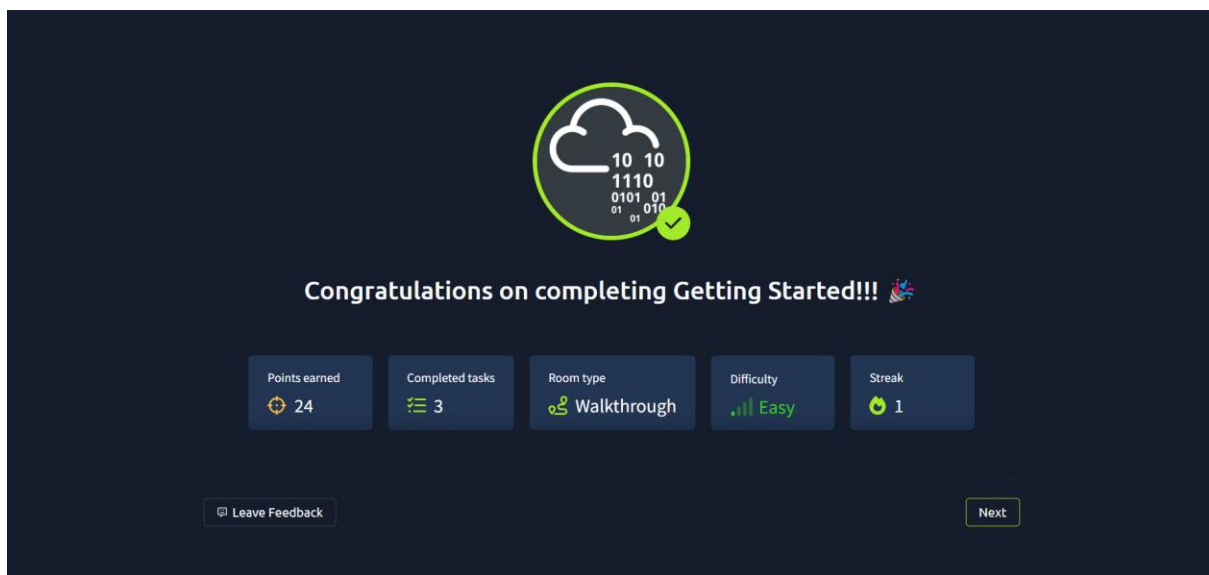 10 10
1110
0101 01
01 010
01
Congratulations on completing Getting Started!!! 🎉
Points earned
24
Completed tasks
3
Room type
Walkthrough
Difficulty
Easy
Streak
1
Leave Feedback
Next